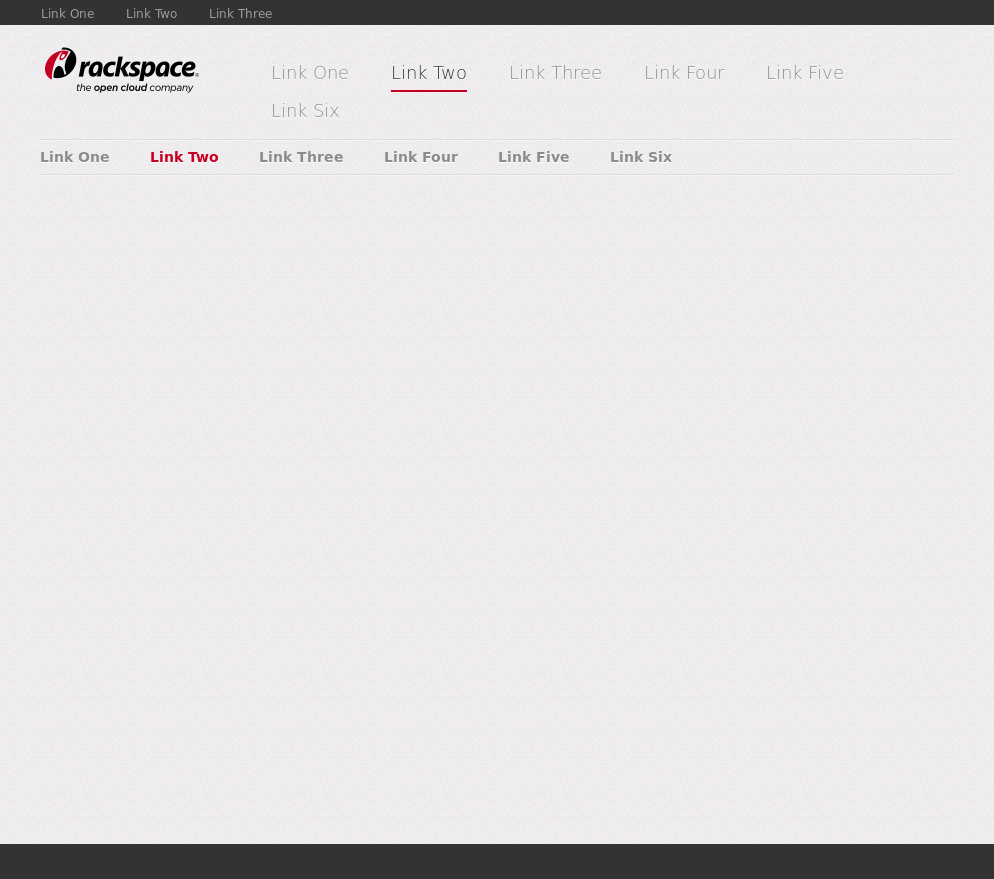 Link One Link Two Link Three
rackspace®
the open cloud company
Link One Link Two Link Three Link Four Link Five
Link Six
Link One Link Two Link Three Link Four Link Five Link Six